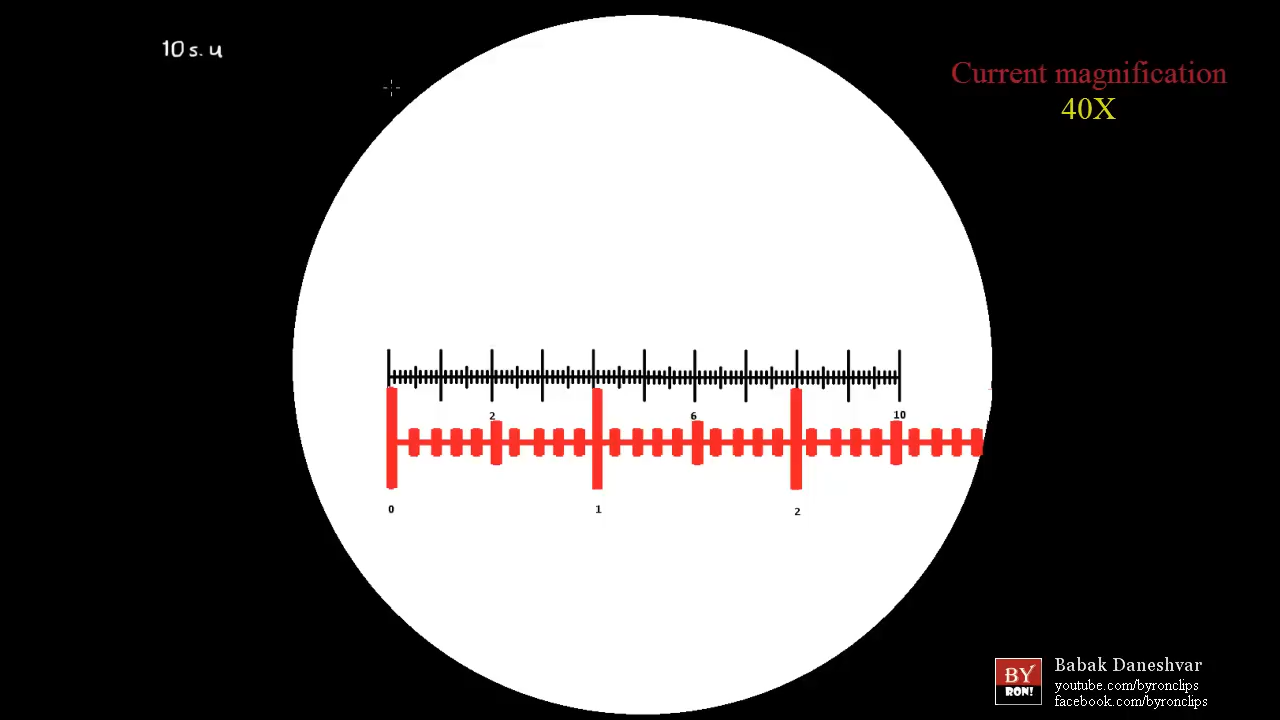 10 s. u
Current magnification
40X
2 6 10
0 1 2
BY
RON!
Babak Daneshvar
youtube.com/byronclips
facebook.com/byronclips